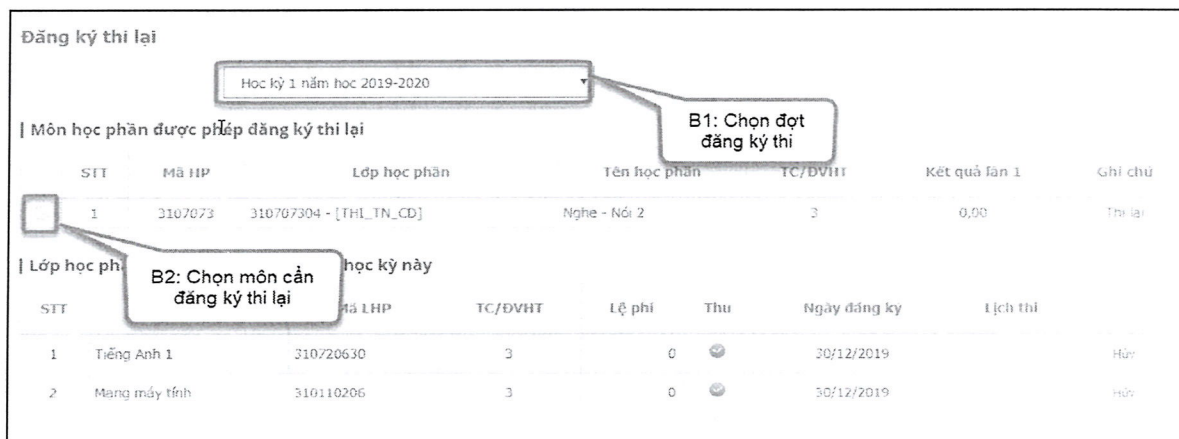 Đăng ký thi lại
Học kỳ 1 năm học 2019-2020
B1: Chọn đợt
đăng ký thi
| Môn học phần được phép đăng ký thi lại
STT Mã HP Lớp học phần Tên học phần TC/ĐVHT Kết quả lần 1 Ghi chú
1 3107073 310707304 - [THI_TN_CD] Nghe - Nói 2 3 0,00 Thi lại
B2: Chọn môn cần
đăng ký thi lại
| Lớp học ph học kỳ này
STT Mã LHP TC/ĐVHT Lệ phí Thu Ngày đăng ký Lịch thi
1 Tiếng Anh 1 310720630 3 0 30/12/2019 Hủy
2 Mạng máy tính 310110206 3 0 30/12/2019 Hủy